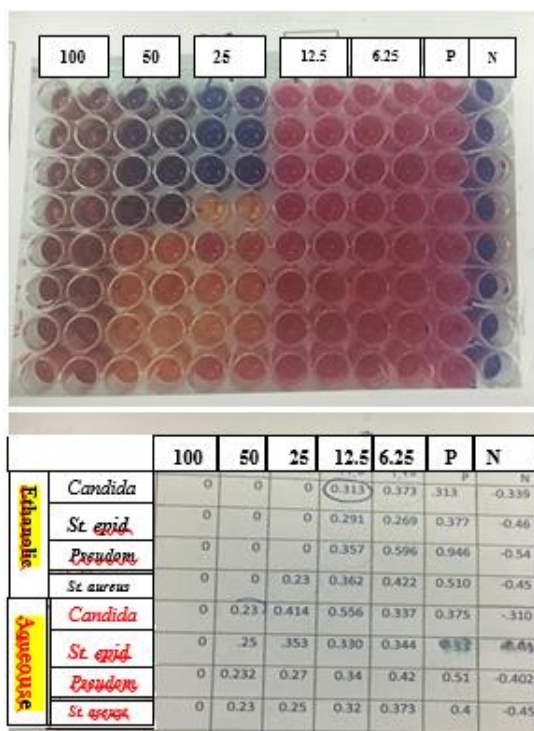 100 50 25 12.5 6.25 P N
100 50 25 12.5 6.25 P N
P N
Ethanolic
Candida 0 0 0 0.313 0.373 .313 -0.339
St. epid 0 0 0 0.291 0.269 0.377 -0.46
Pseudom 0 0 0 0.357 0.596 0.946 -0.54
St. aureus 0 0 0.23 0.362 0.422 0.510 -0.45
Aqueouse
Candida 0 0.23 0.414 0.556 0.337 0.375 -.310
St. epid 0 .25 .353 0.330 0.344
Pseudom 0 0.232 0.27 0.34 0.42 0.51 -0.402
St. 0 0.23 0.25 0.32 0.373 0.4 -0.45